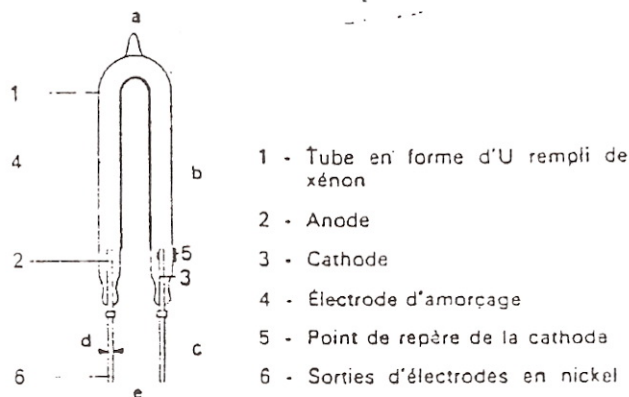 a
1
4
b
2
5
3
d
c
6
e
1 - Tube en forme d'U rempli de
xénon
2 - Anode
3 - Cathode
4 - Électrode d'amorçage
5 - Point de repère de la cathode
6 - Sorties d'électrodes en nickel